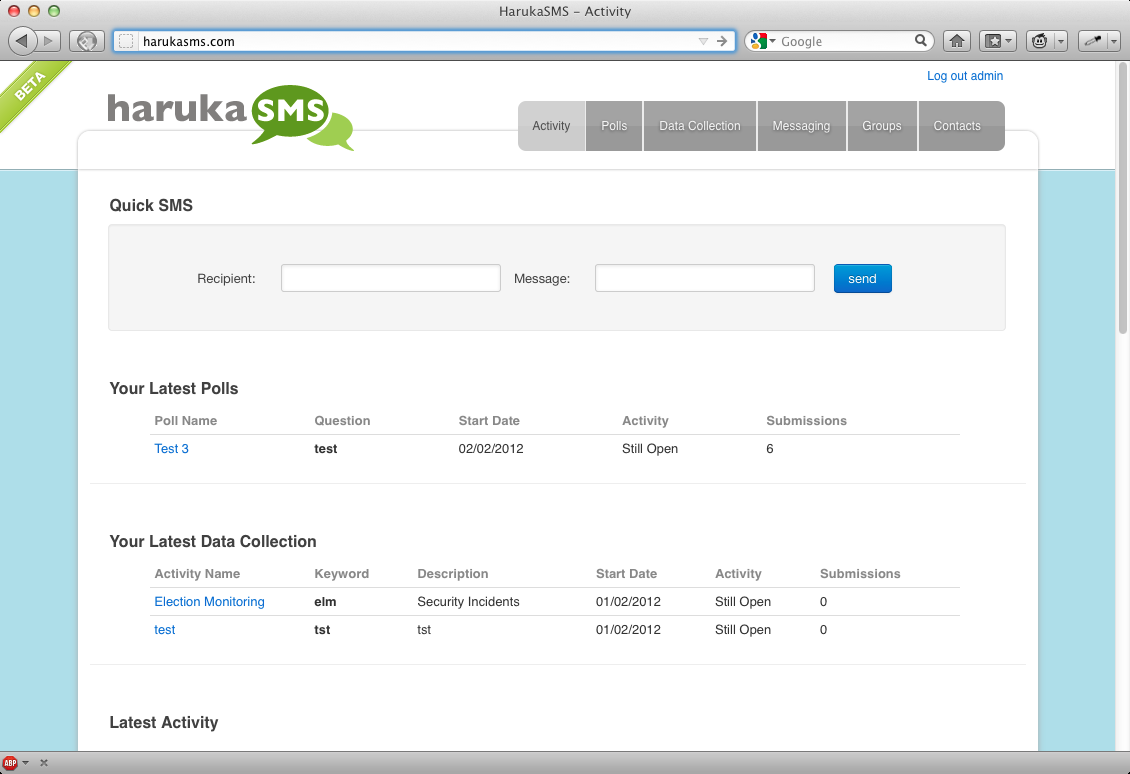 HarukaSMS – Activity
harukasms.com
Google
BETA
Log out admin
haruka SMS
Activity Polls Data Collection Messaging Groups Contacts
Quick SMS
Recipient: Message: send
Your Latest Polls
Poll Name Question Start Date Activity Submissions
Test 3 test 02/02/2012 Still Open 6
Your Latest Data Collection
Activity Name Keyword Description Start Date Activity Submissions
Election Monitoring elm Security Incidents 01/02/2012 Still Open 0
test tst tst 01/02/2012 Still Open 0
Latest Activity
ABP